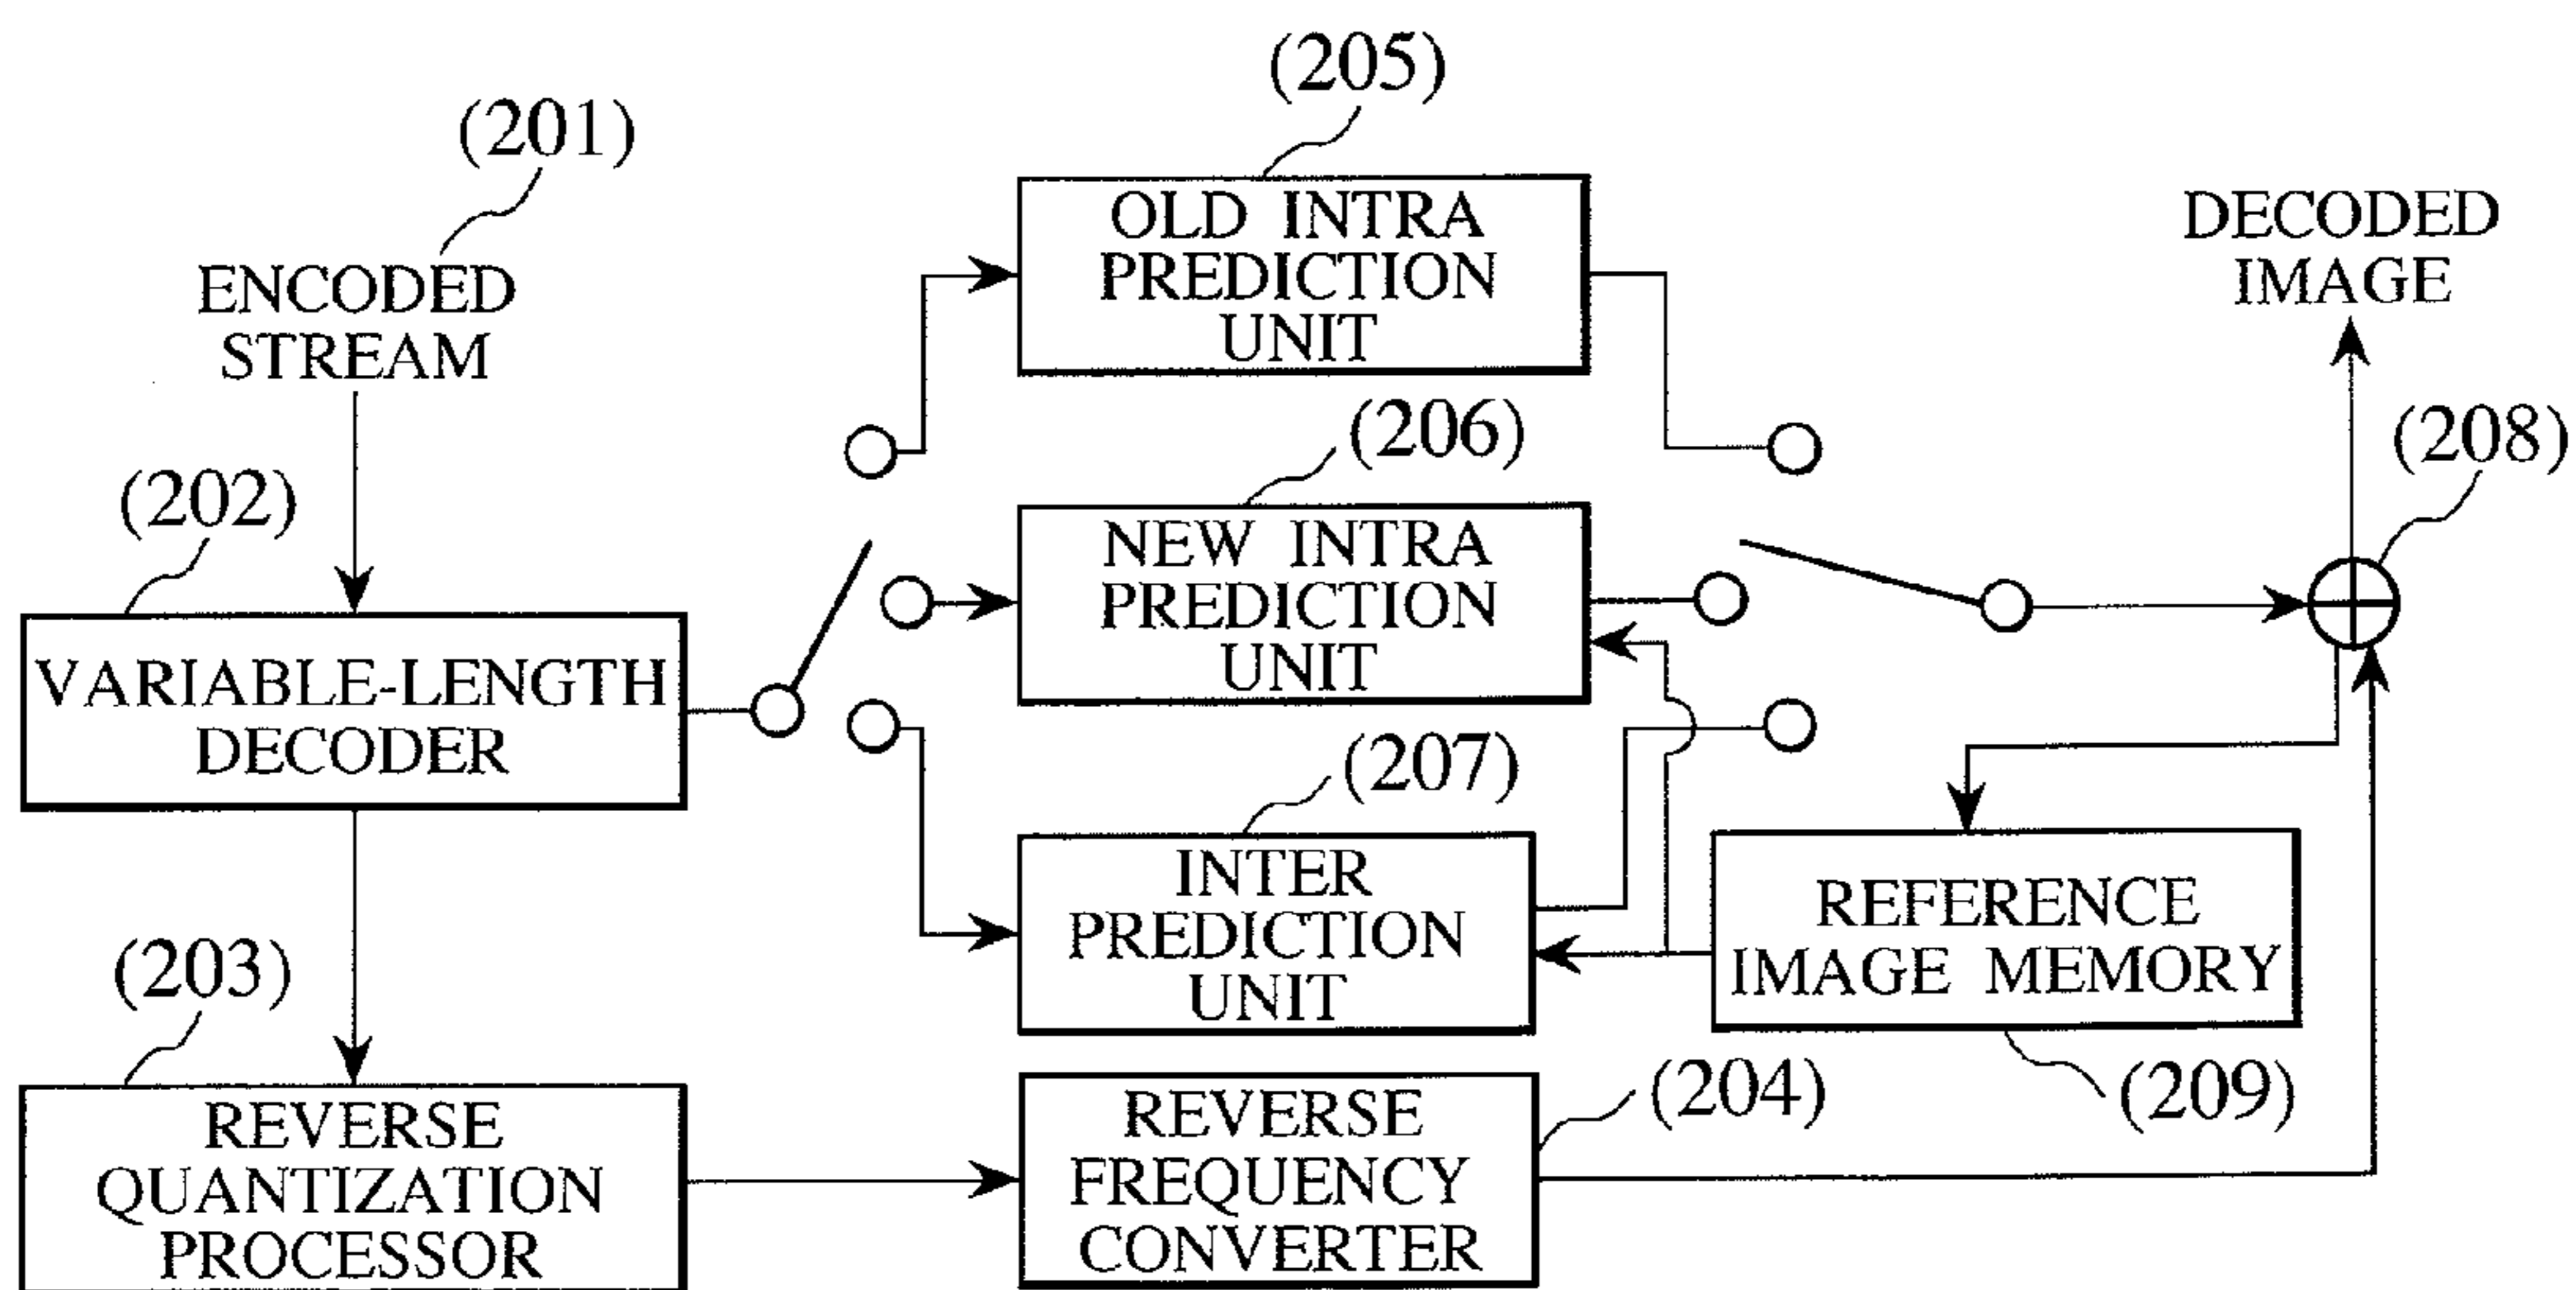 (201)
ENCODED
STREAM
(202)
VARIABLE-LENGTH
DECODER
(203)
REVERSE
QUANTIZATION
PROCESSOR
(205)
OLD INTRA
PREDICTION
UNIT
(206)
NEW INTRA
PREDICTION
UNIT
(207)
INTER
PREDICTION
UNIT
(204)
REVERSE
FREQUENCY
CONVERTER
DECODED
IMAGE
(208)
REFERENCE
IMAGE MEMORY
(209)